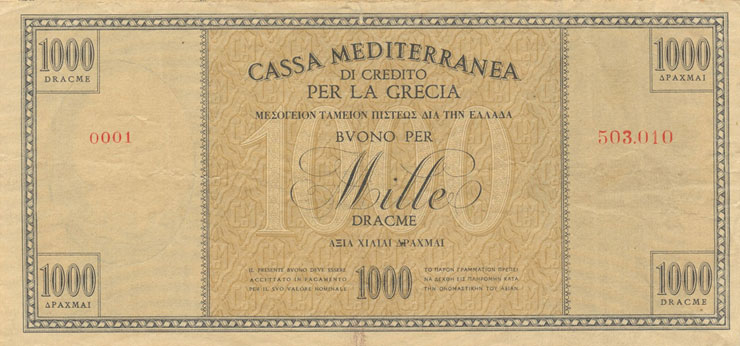 1000
DRACME
1000
ΔΡΑΧΜΑΙ
CASSA MEDITERRANEA
DI CREDITO
PER LA GRECIA
ΜΕΣΟΓΕΙΟΝ ΤΑΜΕΙΟΝ ΠΙΣΤΕΩΣ ΔΙΑ ΤΗΝ ΕΛΛΑΔΑ
0001
BVONO PER
503.010
1000
Mille
DRACME
ΑΞΙΑ ΧΙΛΙΑΙ ΔΡΑΧΜΑΙ
1000
ΔΡΑΧΜΑΙ
IL PRESENTE BVONO DEVE ESSERE
ACCETTATO IN PAGAMENTO
PER IL SVO VALORE NOMINALE
1000
ΤΟ ΠΑΡΟΝ ΓΡΑΜΜΑΤΙΟΝ ΠΡΕΠΕΙ
ΝΑ ΔΕΧΘΗ ΕΙΣ ΠΛΗΡΩΜΗΝ ΚΑΤΑ
ΤΗΝ ΟΝΟΜΑΣΤΙΚΗΝ ΤΟΥ ΑΞΙΑΝ
1000
DRACME